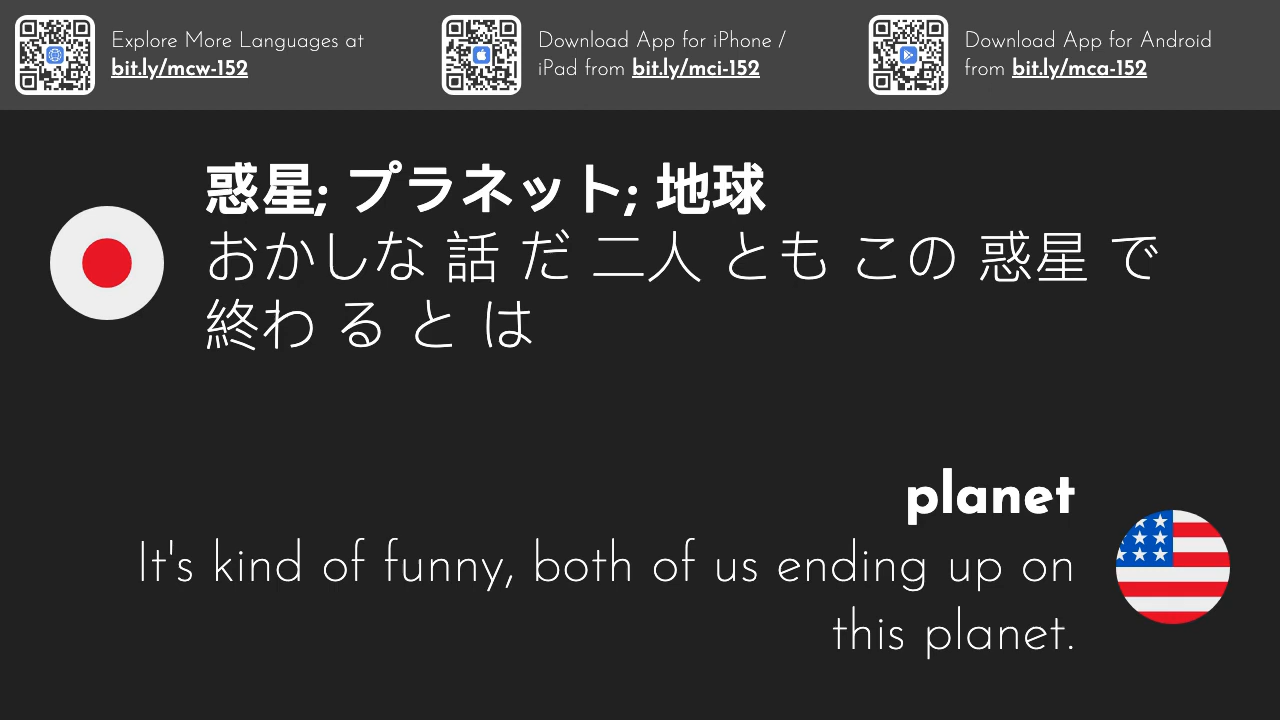 Explore More Languages at
bit.ly/mcw-152
Download App for iPhone /
iPad from bit.ly/mci-152
Download App for Android
from bit.ly/mca-152
惑星; プラネット; 地球
おかしな 話 だ 二人 とも この 惑星 で
終わ る と は
planet
It's kind of funny, both of us ending up on
this planet.